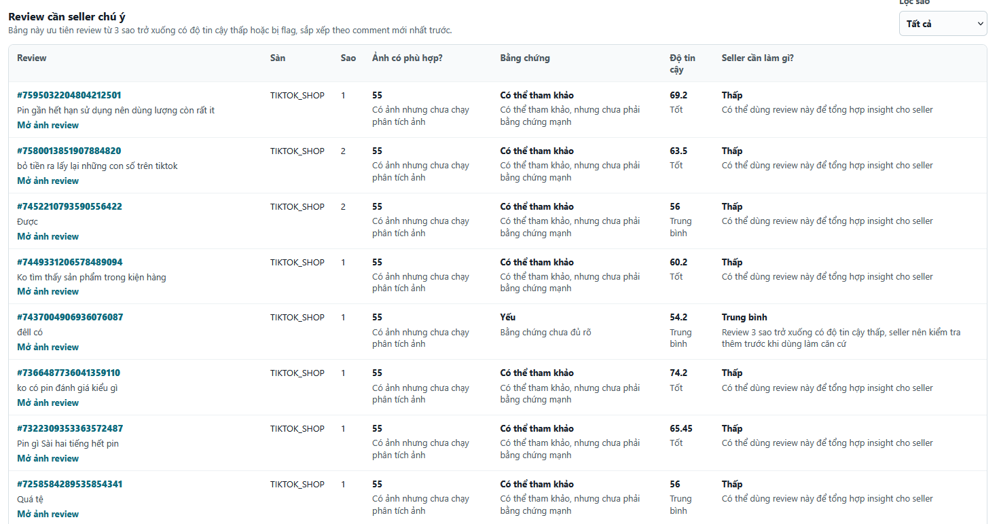 Lọc sao
Review cần seller chú ý
Bảng này ưu tiên review từ 3 sao trở xuống có độ tin cậy thấp hoặc bị flag, sắp xếp theo comment mới nhất trước.
Tất cả
Review Sàn Sao Ảnh có phù hợp? Bằng chứng Độ tin cậy Seller cần làm gì?
#7595032204804212501 TIKTOK_SHOP 1 55 Có thể tham khảo 69.2 Thấp
Pin gần hết hạn sử dụng nên dùng lượng còn rất it Có ảnh nhưng chưa chạy phân tích ảnh Có thể tham khảo, nhưng chưa phải bằng chứng mạnh Tốt Có thể dùng review này để tổng hợp insight cho seller
Mở ảnh review
#7580013851907884820 TIKTOK_SHOP 2 55 Có thể tham khảo 63.5 Thấp
bỏ tiền ra lấy lại những con số trên tiktok Có ảnh nhưng chưa chạy phân tích ảnh Có thể tham khảo, nhưng chưa phải bằng chứng mạnh Tốt Có thể dùng review này để tổng hợp insight cho seller
Mở ảnh review
#7452210793590556422 TIKTOK_SHOP 2 55 Có thể tham khảo 56 Thấp
Được Có ảnh nhưng chưa chạy phân tích ảnh Có thể tham khảo, nhưng chưa phải bằng chứng mạnh Trung bình Có thể dùng review này để tổng hợp insight cho seller
Mở ảnh review
#7449331206578489094 TIKTOK_SHOP 1 55 Có thể tham khảo 60.2 Thấp
Ko tìm thấy sản phẩm trong kiện hàng Có ảnh nhưng chưa chạy phân tích ảnh Có thể tham khảo, nhưng chưa phải bằng chứng mạnh Tốt Có thể dùng review này để tổng hợp insight cho seller
Mở ảnh review
#7437004906936076087 TIKTOK_SHOP 1 55 Yếu 54.2 Trung bình
đêll có Có ảnh nhưng chưa chạy phân tích ảnh Bằng chứng chưa đủ rõ Trung bình Review 3 sao trở xuống có độ tin cậy thấp, seller nên kiểm tra thêm trước khi dùng làm căn cứ
Mở ảnh review
#7366487736041359110 TIKTOK_SHOP 1 55 Có thể tham khảo 74.2 Thấp
ko có pin đánh giá kiểu gì Có ảnh nhưng chưa chạy phân tích ảnh Có thể tham khảo, nhưng chưa phải bằng chứng mạnh Tốt Có thể dùng review này để tổng hợp insight cho seller
Mở ảnh review
#7322309353363572487 TIKTOK_SHOP 1 55 Có thể tham khảo 65.45 Thấp
Pin gì Sài hai tiếng hết pin Có ảnh nhưng chưa chạy phân tích ảnh Có thể tham khảo, nhưng chưa phải bằng chứng mạnh Tốt Có thể dùng review này để tổng hợp insight cho seller
Mở ảnh review
#7258584289535854341 TIKTOK_SHOP 1 55 Có thể tham khảo 56 Thấp
Quá tệ Có ảnh nhưng chưa chạy phân tích ảnh Có thể tham khảo, nhưng chưa phải bằng chứng mạnh Trung bình Có thể dùng review này để tổng hợp insight cho seller
Mở ảnh review